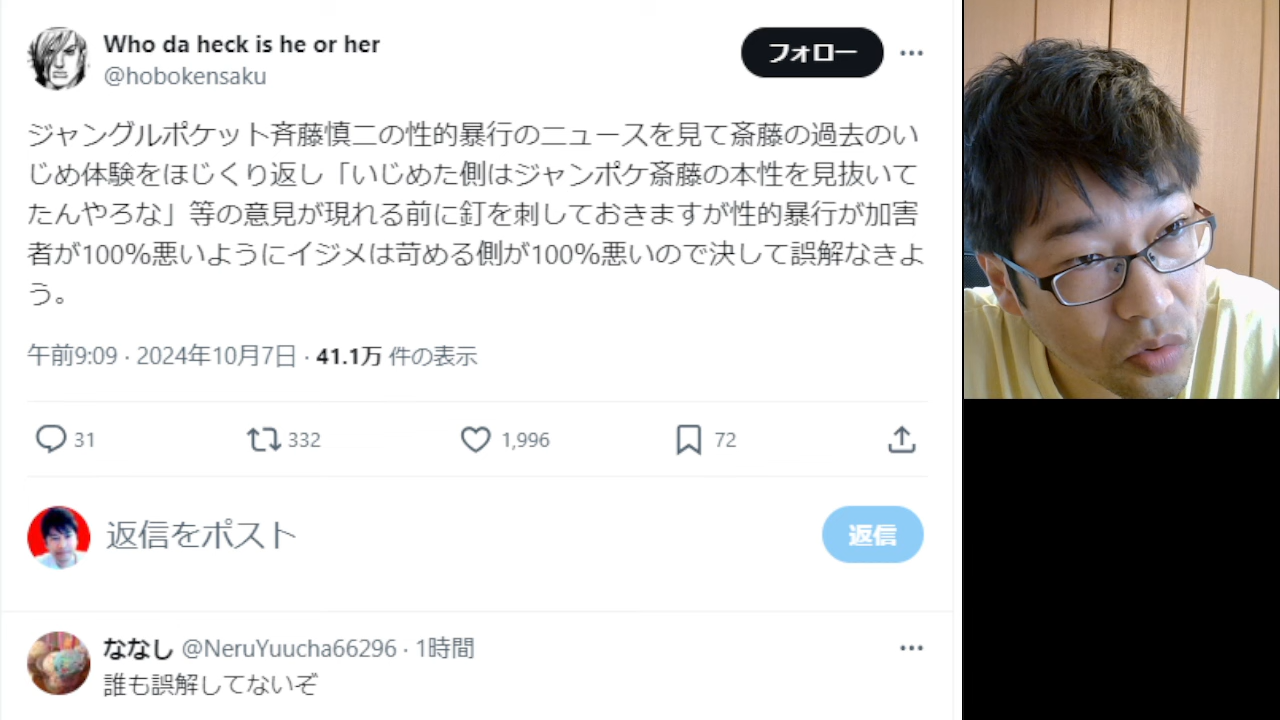 Who da heck is he or her
@hobokensaku
フォロー
ジャングルポケット斉藤慎二の性的暴行のニュースを見て斎藤の過去のい
じめ体験をほじくり返し「いじめた側はジャンポケ斎藤の本性を見抜いて
たんやろな」等の意見が現れる前に釘を刺しておきますが性的暴行が加害
者が100%悪いようにイジメは苛める側が100%悪いので決して誤解なきよ
う。
午前9:09 · 2024年10月7日 · 41.1万 件の表示
31 332 1,996 72
返信をポスト
返信
ななし @NeruYuucha66296 · 1時間
誰も誤解してないぞ